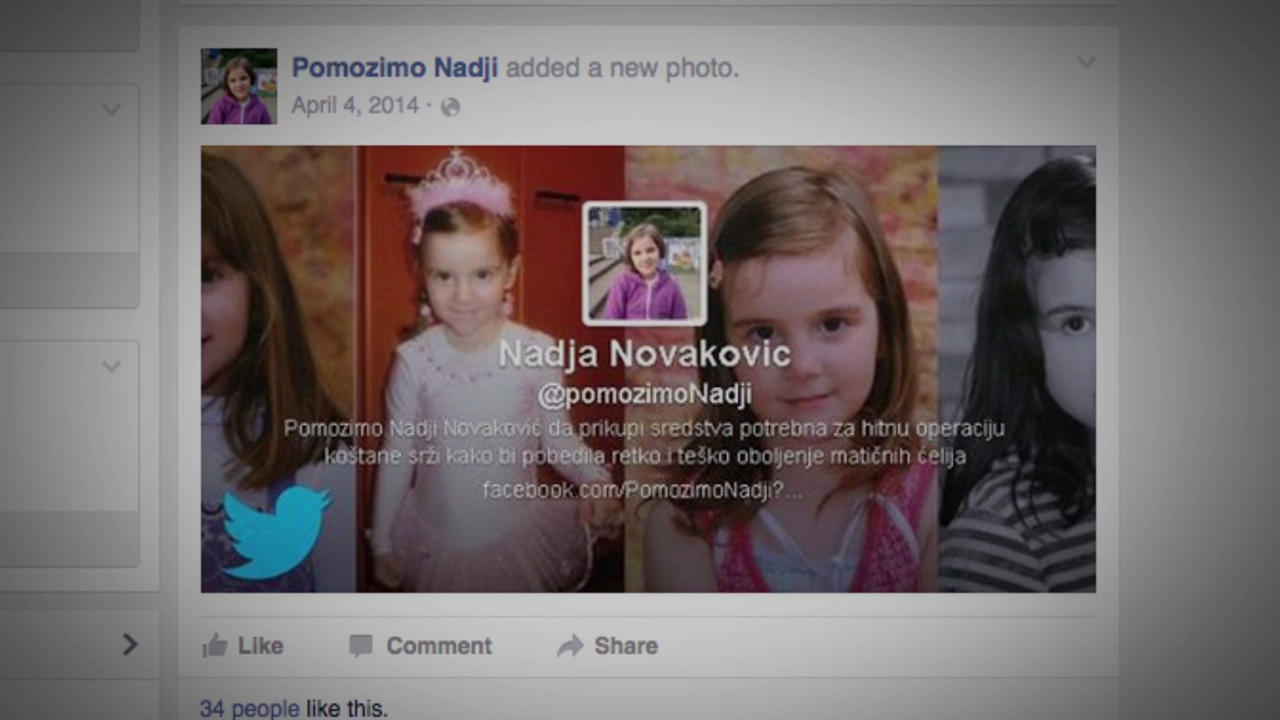 Pomozimo Nadji added a new photo.
April 4, 2014 ·
Nadja Novakovic
@pomozimoNadji
Pomozimo Nadji Novaković da prikupi sredstva potrebna za hitnu operaciju
koštane srži kako bi pobedila retko i teško oboljenje matičnih ćelija
facebook.com/PomozimoNadji?...
Like Comment Share
34 people like this.